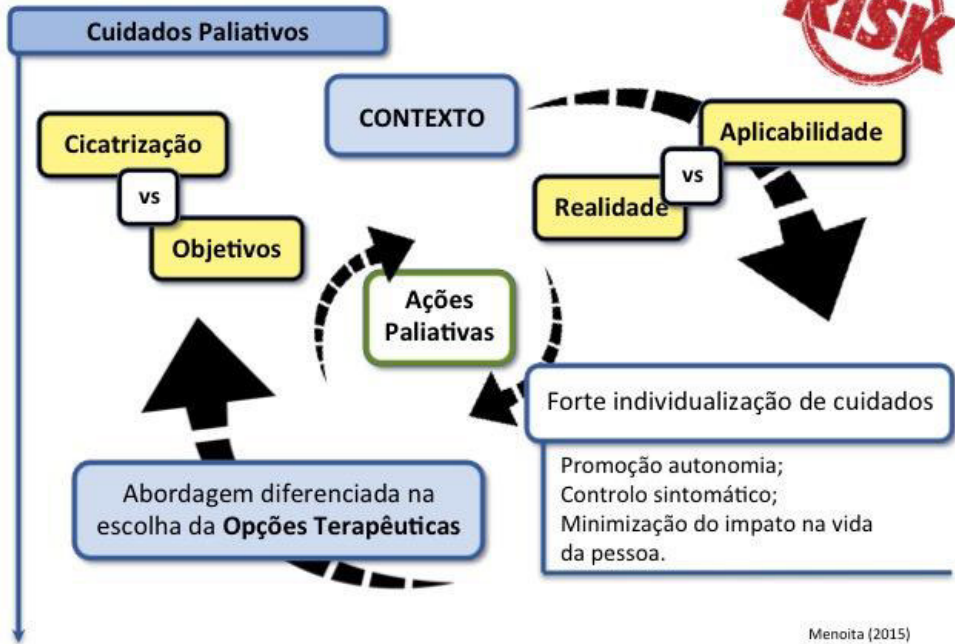 Cuidados Paliativos
RISK
CONTEXTO
Cicatrização
vs
Objetivos
Aplicabilidade
vs
Realidade
Ações
Paliativas
Forte individualização de cuidados
Promoção autonomia;
Controlo sintomático;
Minimização do impato na vida
da pessoa.
Abordagem diferenciada na
escolha da Opções Terapêuticas
Menoita (2015)